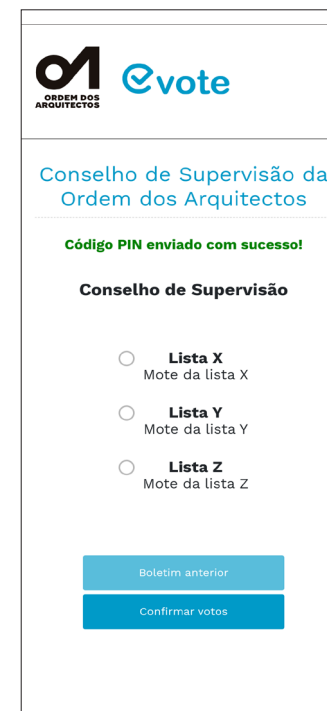 ORDEM DOS
ARQUITECTOS
evote
Conselho de Supervisão da
Ordem dos Arquitectos
Código PIN enviado com sucesso!
Conselho de Supervisão
Lista X
Mote da lista X
Lista Y
Mote da lista Y
Lista Z
Mote da lista Z
Boletim anterior
Confirmar votos